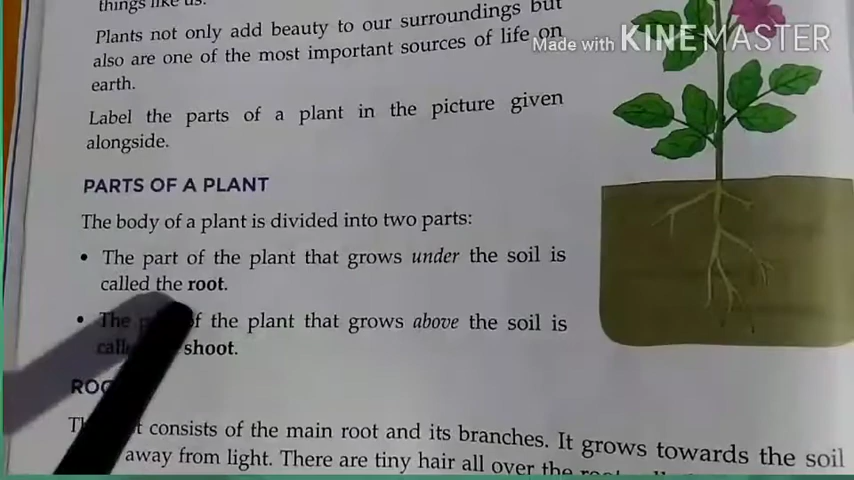 things like us.
Plants not only add beauty to our surroundings but
also are one of the most important sources of life on
earth.
Made with KINEMASTER
Label the parts of a plant in the picture given
alongside.
PARTS OF A PLANT
The body of a plant is divided into two parts:
• The part of the plant that grows under the soil is
called the root.
• The of the plant that grows above the soil is
shoot.
consists of the main root and its branches. It grows towards the soil
away from light. There are tiny hair all over the